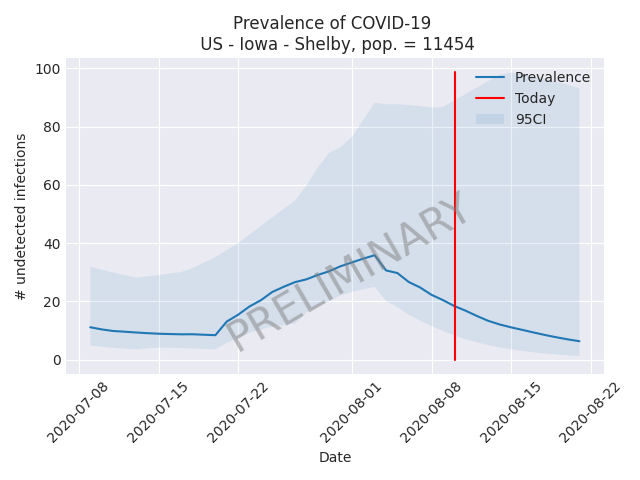 Prevalence of COVID-19
US - Iowa - Shelby, pop. = 11454
# undetected infections
100
80
60
40
20
0
Prevalence
Today
95CI
PRELIMINARY
2020-07-08
2020-07-15
2020-07-22
2020-08-01
2020-08-08
2020-08-15
2020-08-22
Date